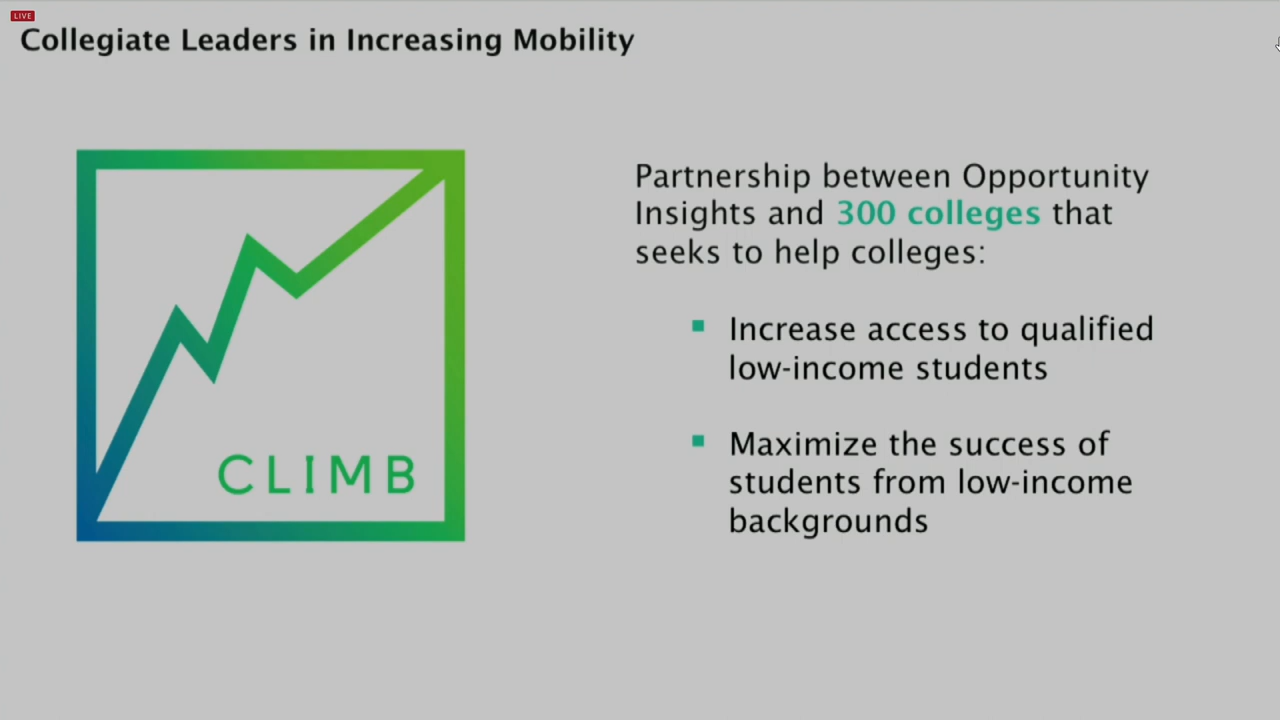 LIVE
Collegiate Leaders in Increasing Mobility
Partnership between Opportunity
Insights and 300 colleges that
seeks to help colleges:
▪ Increase access to qualified
low-income students
▪ Maximize the success of
students from low-income
backgrounds
CLIMB